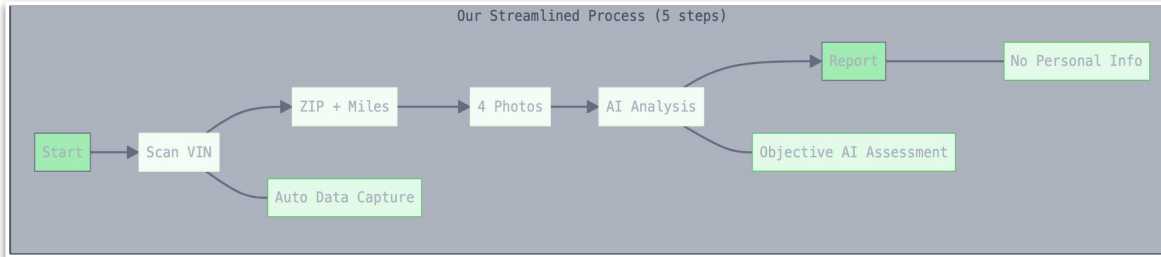 Our Streamlined Process (5 steps)
Start
Scan VIN
ZIP + Miles
Auto Data Capture
4 Photos
AI Analysis
Report
Objective AI Assessment
No Personal Info